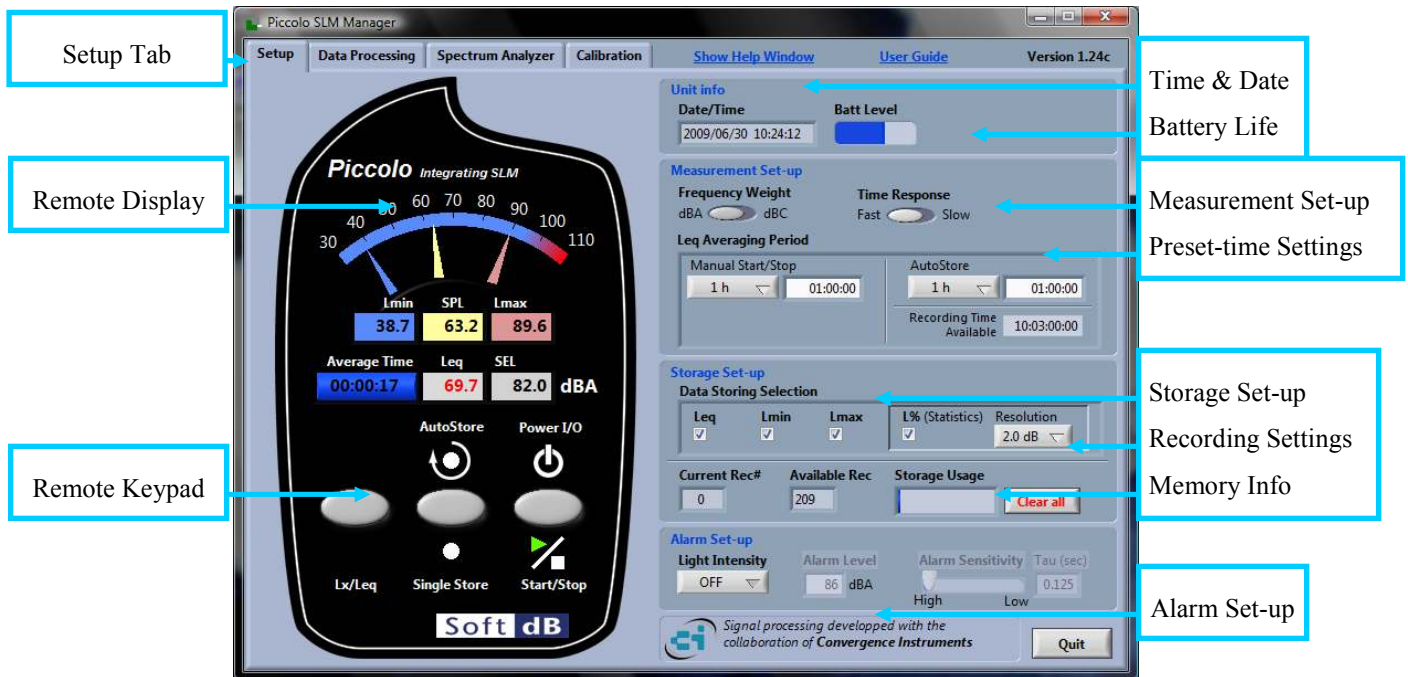 Piccolo SLM Manager
Setup
Data Processing
Spectrum Analyzer
Calibration
Show Help Window
User Guide
Version 1.24c
Setup Tab
Remote Display
Remote Keypad
Piccolo Integrating SLM
30 40 50 60 70 80 90 100 110
Lmin SPL Lmax
38.7 63.2 89.6
Average Time Leq SEL
00:00:17 69.7 82.0 dBA
AutoStore Power I/O
Lx/Leq Single Store Start/Stop
Soft dB
Unit info
Date/Time Batt Level
2009/06/30 10:24:12
Measurement Set-up
Frequency Weight Time Response
dBA dBC Fast Slow
Leq Averaging Period
Manual Start/Stop AutoStore
1 h 01:00:00 1 h 01:00:00
Recording Time
Available 10:03:00:00
Storage Set-up
Data Storing Selection
Leq Lmin Lmax L% (Statistics) Resolution
2.0 dB
Current Rec# Available Rec Storage Usage
0 209 Clear all
Alarm Set-up
Light Intensity Alarm Level Alarm Sensitivity Tau (sec)
OFF 86 dBA 0.125
High Low
Signal processing developped with the
collaboration of Convergence Instruments
Quit
Time & Date
Battery Life
Measurement Set-up
Preset-time Settings
Storage Set-up
Recording Settings
Memory Info
Alarm Set-up